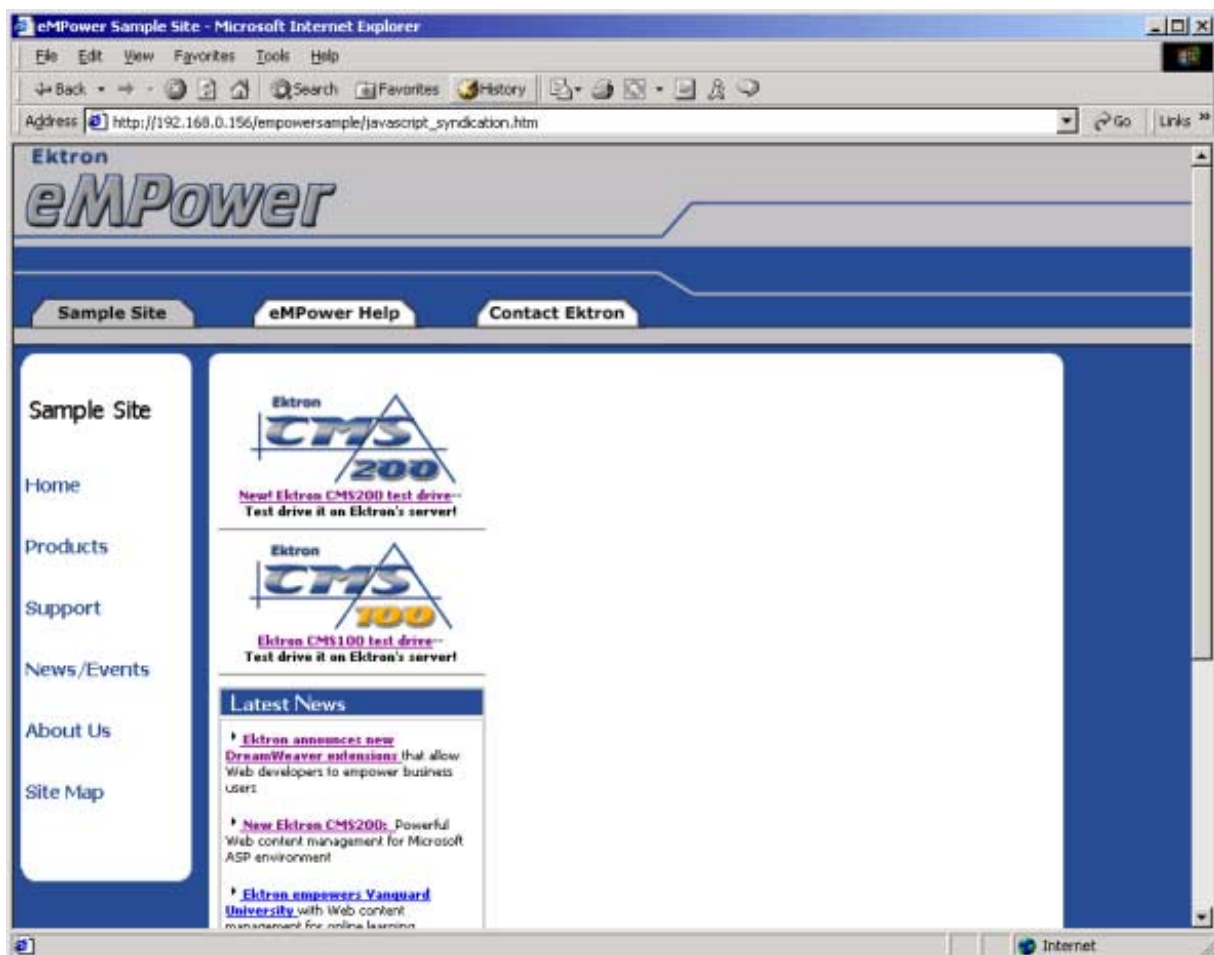 eMPower Sample Site - Microsoft Internet Explorer
File Edit View Favorites Tools Help
Back Search Favorites History
Address http://192.168.0.156/empowersample/javascript_syndication.htm Go Links »
Ektron
eMPower
Sample Site eMPower Help Contact Ektron
Sample Site
Home
Products
Support
News/Events
About Us
Site Map
Ektron
CMS
200
New! Ektron CMS200 test drive--
Test drive it on Ektron's server!
Ektron
CMS
100
Ektron CMS100 test drive--
Test drive it on Ektron's server!
Latest News
Ektron announces new
DreamWeaver extensions that allow
Web developers to empower business
users
New Ektron CMS200: Powerful
Web content management for Microsoft
ASP environment
Ektron empowers Vanguard
University with Web content
management for online learning
Internet